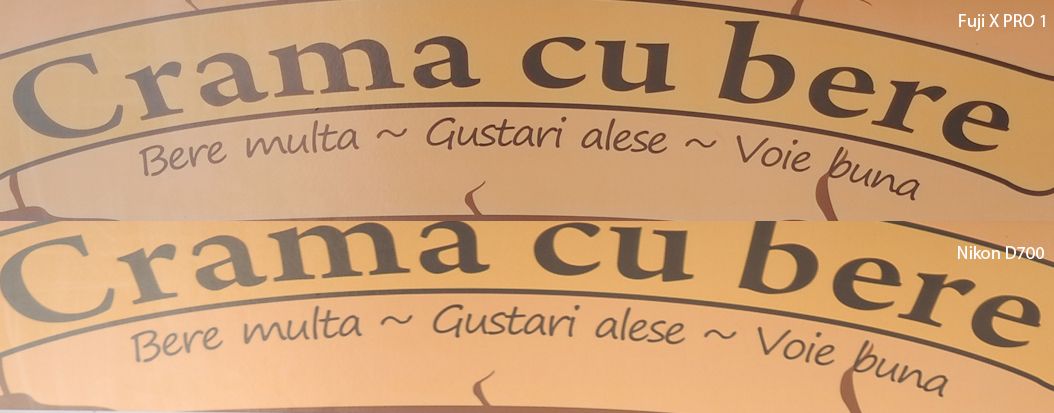 Fuji X PRO 1
Crama cu bere
Bere multa ~ Gustari alese ~ Voie buna
Nikon D700
Crama cu bere
Bere multa ~ Gustari alese ~ Voie buna